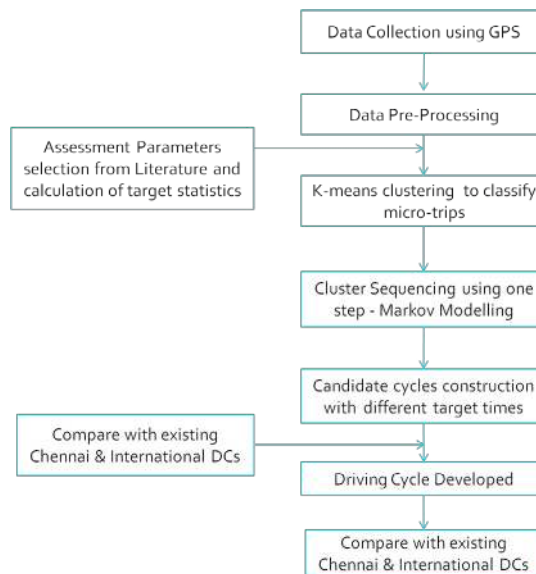 Data Collection using GPS
Data Pre-Processing
Assessment Parameters
selection from Literature and
calculation of target statistics
K-means clustering to classify
micro-trips
Cluster Sequencing using one
step - Markov Modelling
Candidate cycles construction
with different target times
Compare with existing
Chennai & International DCs
Driving Cycle Developed
Compare with existing
Chennai & International DCs